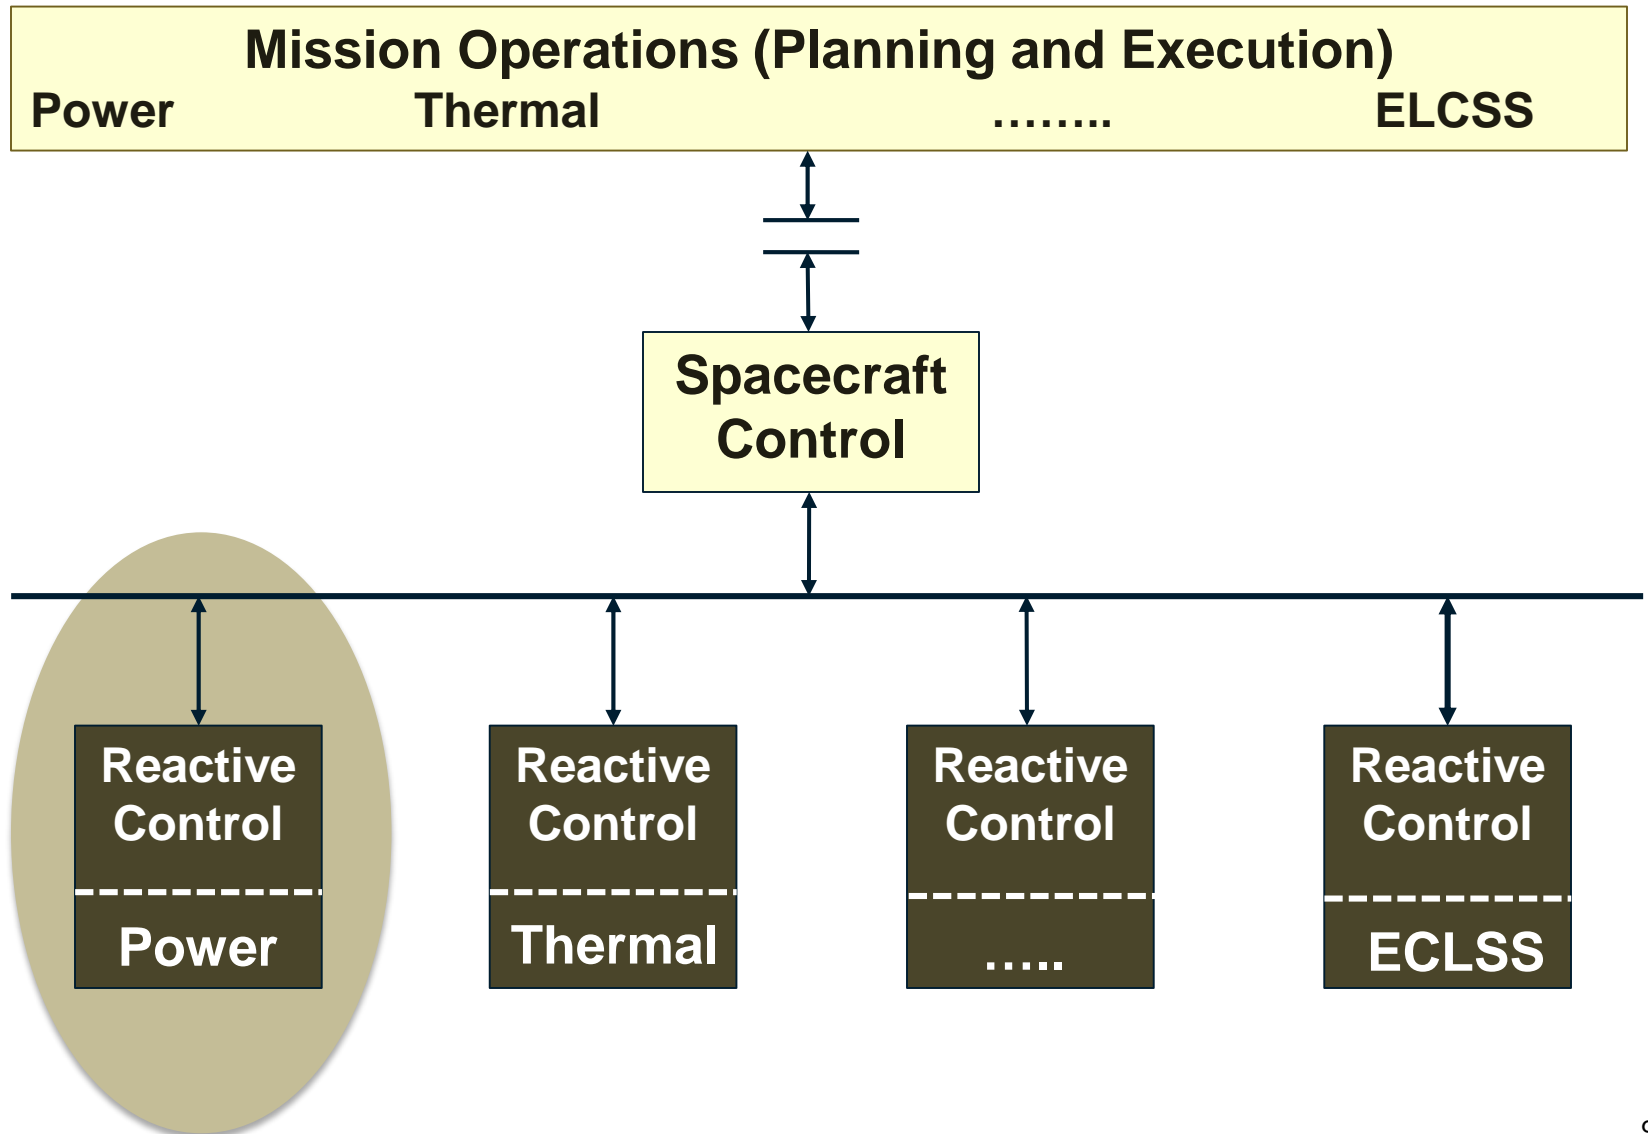 Mission Operations (Planning and Execution)
Power Thermal …….. ELCSS
Spacecraft
Control
Reactive
Control
Power
Reactive
Control
Thermal
Reactive
Control
…..
Reactive
Control
ECLSS